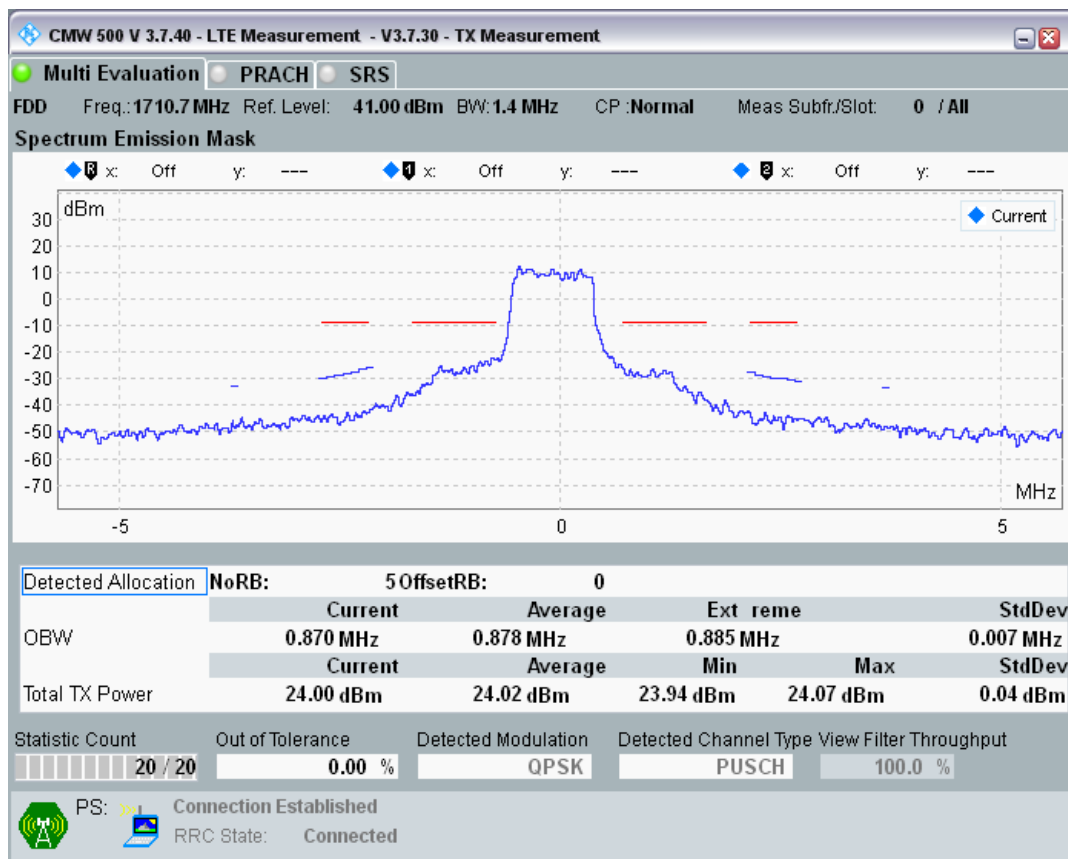 CMW 500 V 3.7.40 - LTE Measurement - V3.7.30 - TX Measurement
Multi Evaluation PRACH SRS
FDD Freq.: 1710.7 MHz Ref. Level: 41.00 dBm BW: 1.4 MHz CP : Normal Meas Subfr./Slot: 0 / All
Spectrum Emission Mask
R x: Off y: --- 1 x: Off y: --- 2 x: Off y: ---
dBm
Current
30
20
10
0
-10
-20
-30
-40
-50
-60
-70
MHz
-5 0 5
Detected Allocation NoRB: 5 OffsetRB: 0
Current Average Ext reme StdDev
OBW 0.870 MHz 0.878 MHz 0.885 MHz 0.007 MHz
Current Average Min Max StdDev
Total TX Power 24.00 dBm 24.02 dBm 23.94 dBm 24.07 dBm 0.04 dBm
Statistic Count Out of Tolerance Detected Modulation Detected Channel Type View Filter Throughput
20 / 20 0.00 % QPSK PUSCH 100.0 %
PS: Connection Established
RRC State: Connected